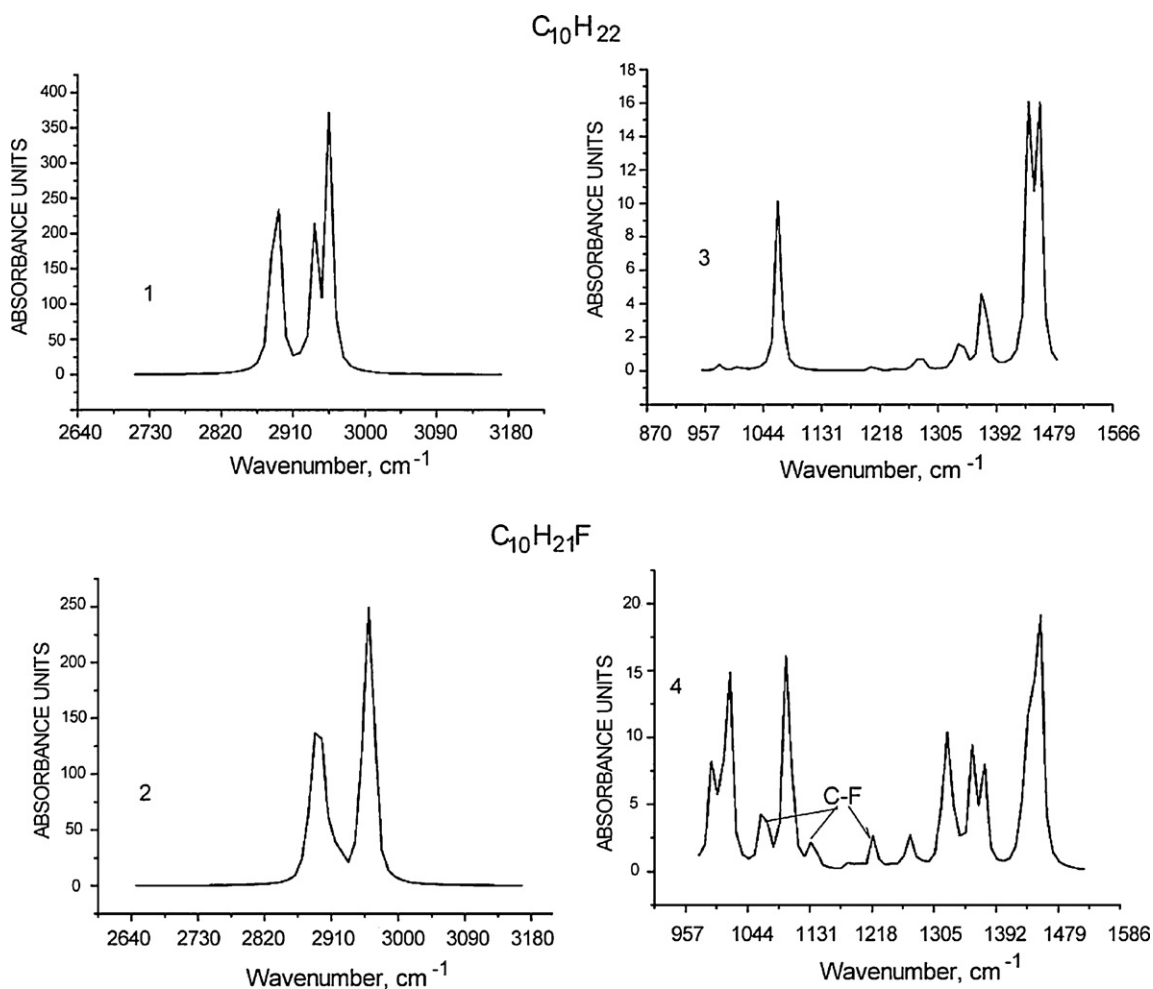 C10H22
ABSORBANCE UNITS
400
350
300
250
200
150
100
50
0
1
2640 2730 2820 2910 3000 3090 3180
Wavenumber, cm-1
ABSORBANCE UNITS
18
16
14
12
10
8
6
4
2
0
3
870 957 1044 1131 1218 1305 1392 1479 1566
Wavenumber, cm-1
C10H21F
ABSORBANCE UNITS
250
200
150
100
50
0
2
2640 2730 2820 2910 3000 3090 3180
Wavenumber, cm-1
ABSORBANCE UNITS
20
15
10
5
0
4
C-F
957 1044 1131 1218 1305 1392 1479 1586
Wavenumber, cm-1